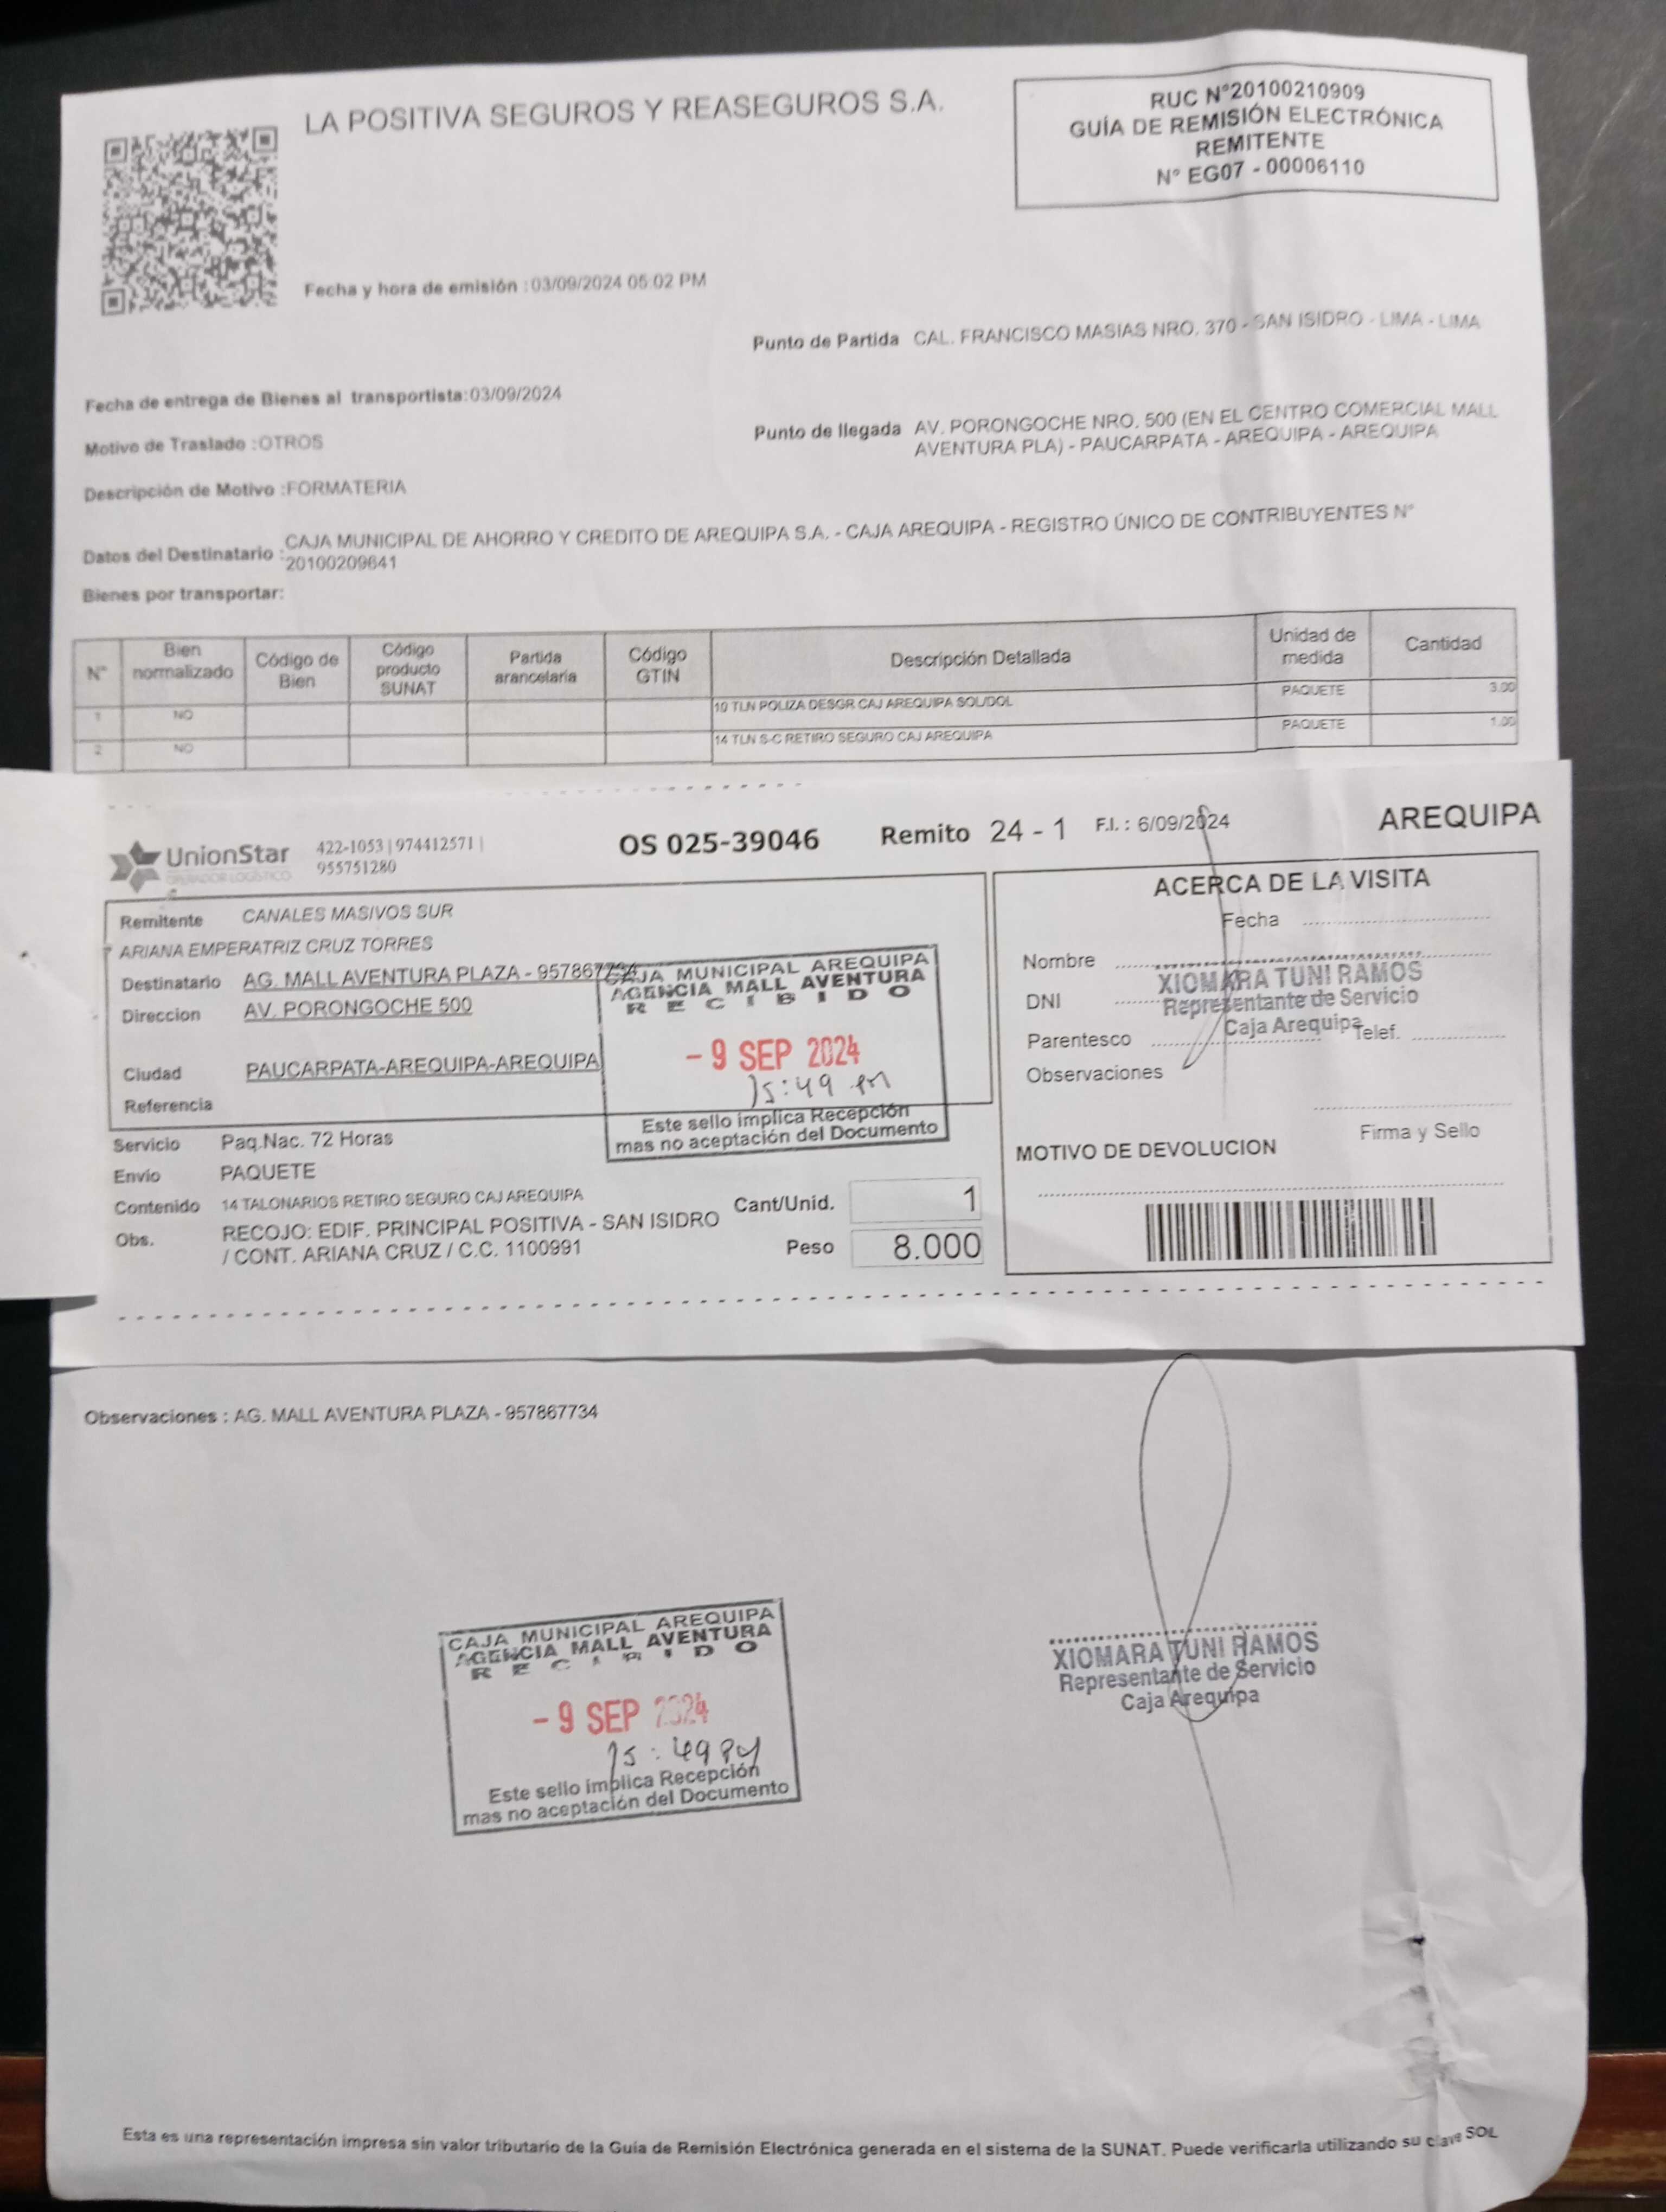 LA POSITIVA SEGUROS Y REASEGUROS S.A.
RUC N°20100210909
GUÍA DE REMISIÓN ELECTRÓNICA
REMITENTE
N° EG07 - 00006110
Fecha y hora de emisión : 03/09/2024 05:02 PM
Punto de Partida CAL. FRANCISCO MASIAS NRO. 370 - SAN ISIDRO - LIMA - LIMA
Fecha de entrega de Bienes al transportista:03/09/2024
Punto de llegada AV. PORONGOCHE NRO. 500 (EN EL CENTRO COMERCIAL MALL
AVENTURA PLA) - PAUCARPATA - AREQUIPA - AREQUIPA
Motivo de Traslado :OTROS
Descripción de Motivo :FORMATERIA
Datos del Destinatario : CAJA MUNICIPAL DE AHORRO Y CREDITO DE AREQUIPA S.A. - CAJA AREQUIPA - REGISTRO ÚNICO DE CONTRIBUYENTES N°
20100209641
Bienes por transportar:
N° Bien normalizado Código de Bien Código producto SUNAT Partida arancelaria Código GTIN Descripción Detallada Unidad de medida Cantidad
1 NO 10 TLN POLIZA DESGR CAJ AREQUIPA SOL/DOL PAQUETE 3.00
2 NO 14 TLN S-C RETIRO SEGURO CAJ AREQUIPA PAQUETE 1.00
UnionStar
OPERADOR LOGÍSTICO
422-1053 | 974412571 |
955751280
OS 025-39046 Remito 24 - 1 F.I. : 6/09/2024 AREQUIPA
Remitente CANALES MASIVOS SUR
ARIANA EMPERATRIZ CRUZ TORRES
Destinatario AG. MALL AVENTURA PLAZA - 957867734
Direccion AV. PORONGOCHE 500
Ciudad PAUCARPATA-AREQUIPA-AREQUIPA
Referencia
CAJA MUNICIPAL AREQUIPA
AGENCIA MALL AVENTURA
RECIBIDO
- 9 SEP 2024
15:49 pm
Este sello implica Recepción
mas no aceptación del Documento
Servicio Paq.Nac. 72 Horas
Envio PAQUETE
Contenido 14 TALONARIOS RETIRO SEGURO CAJ AREQUIPA
Obs. RECOJO: EDIF. PRINCIPAL POSITIVA - SAN ISIDRO
/ CONT. ARIANA CRUZ / C.C. 1100991
Cant/Unid. 1
Peso 8.000
ACERCA DE LA VISITA
Fecha
Nombre
DNI
Parentesco
Telef.
Observaciones
XIOMARA TUNI RAMOS
Representante de Servicio
Caja Arequipa
Firma y Sello
MOTIVO DE DEVOLUCION
Observaciones : AG. MALL AVENTURA PLAZA - 957867734
CAJA MUNICIPAL AREQUIPA
AGENCIA MALL AVENTURA
RECIBIDO
- 9 SEP 2024
15:49 PM
Este sello implica Recepción
mas no aceptación del Documento
XIOMARA TUNI RAMOS
Representante de Servicio
Caja Arequipa
Esta es una representación impresa sin valor tributario de la Guía de Remisión Electrónica generada en el sistema de la SUNAT. Puede verificarla utilizando su clave SOL